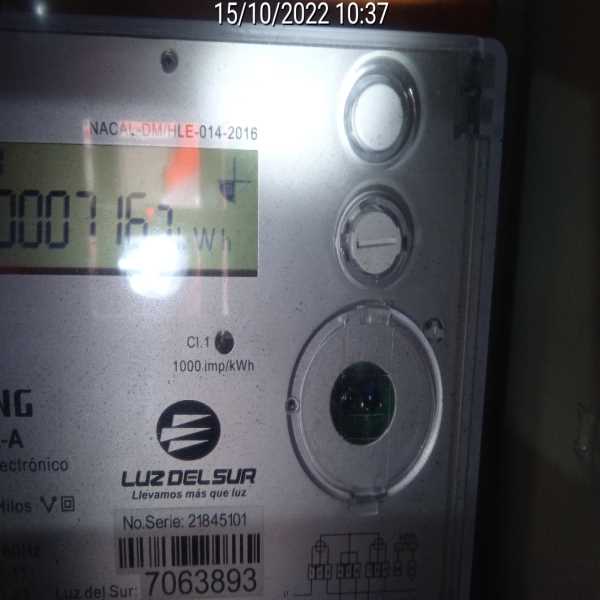 15/10/2022 10:37
NACAL-DM/HLE-014-2016
kWh
Cl.1
1000.imp/kWh
NG
-A
ectrónico
Hilos
LUZ DEL SUR
Llevamos más que luz
No.Serie: 21845101
60Hz
Luz del Sur: 7063893